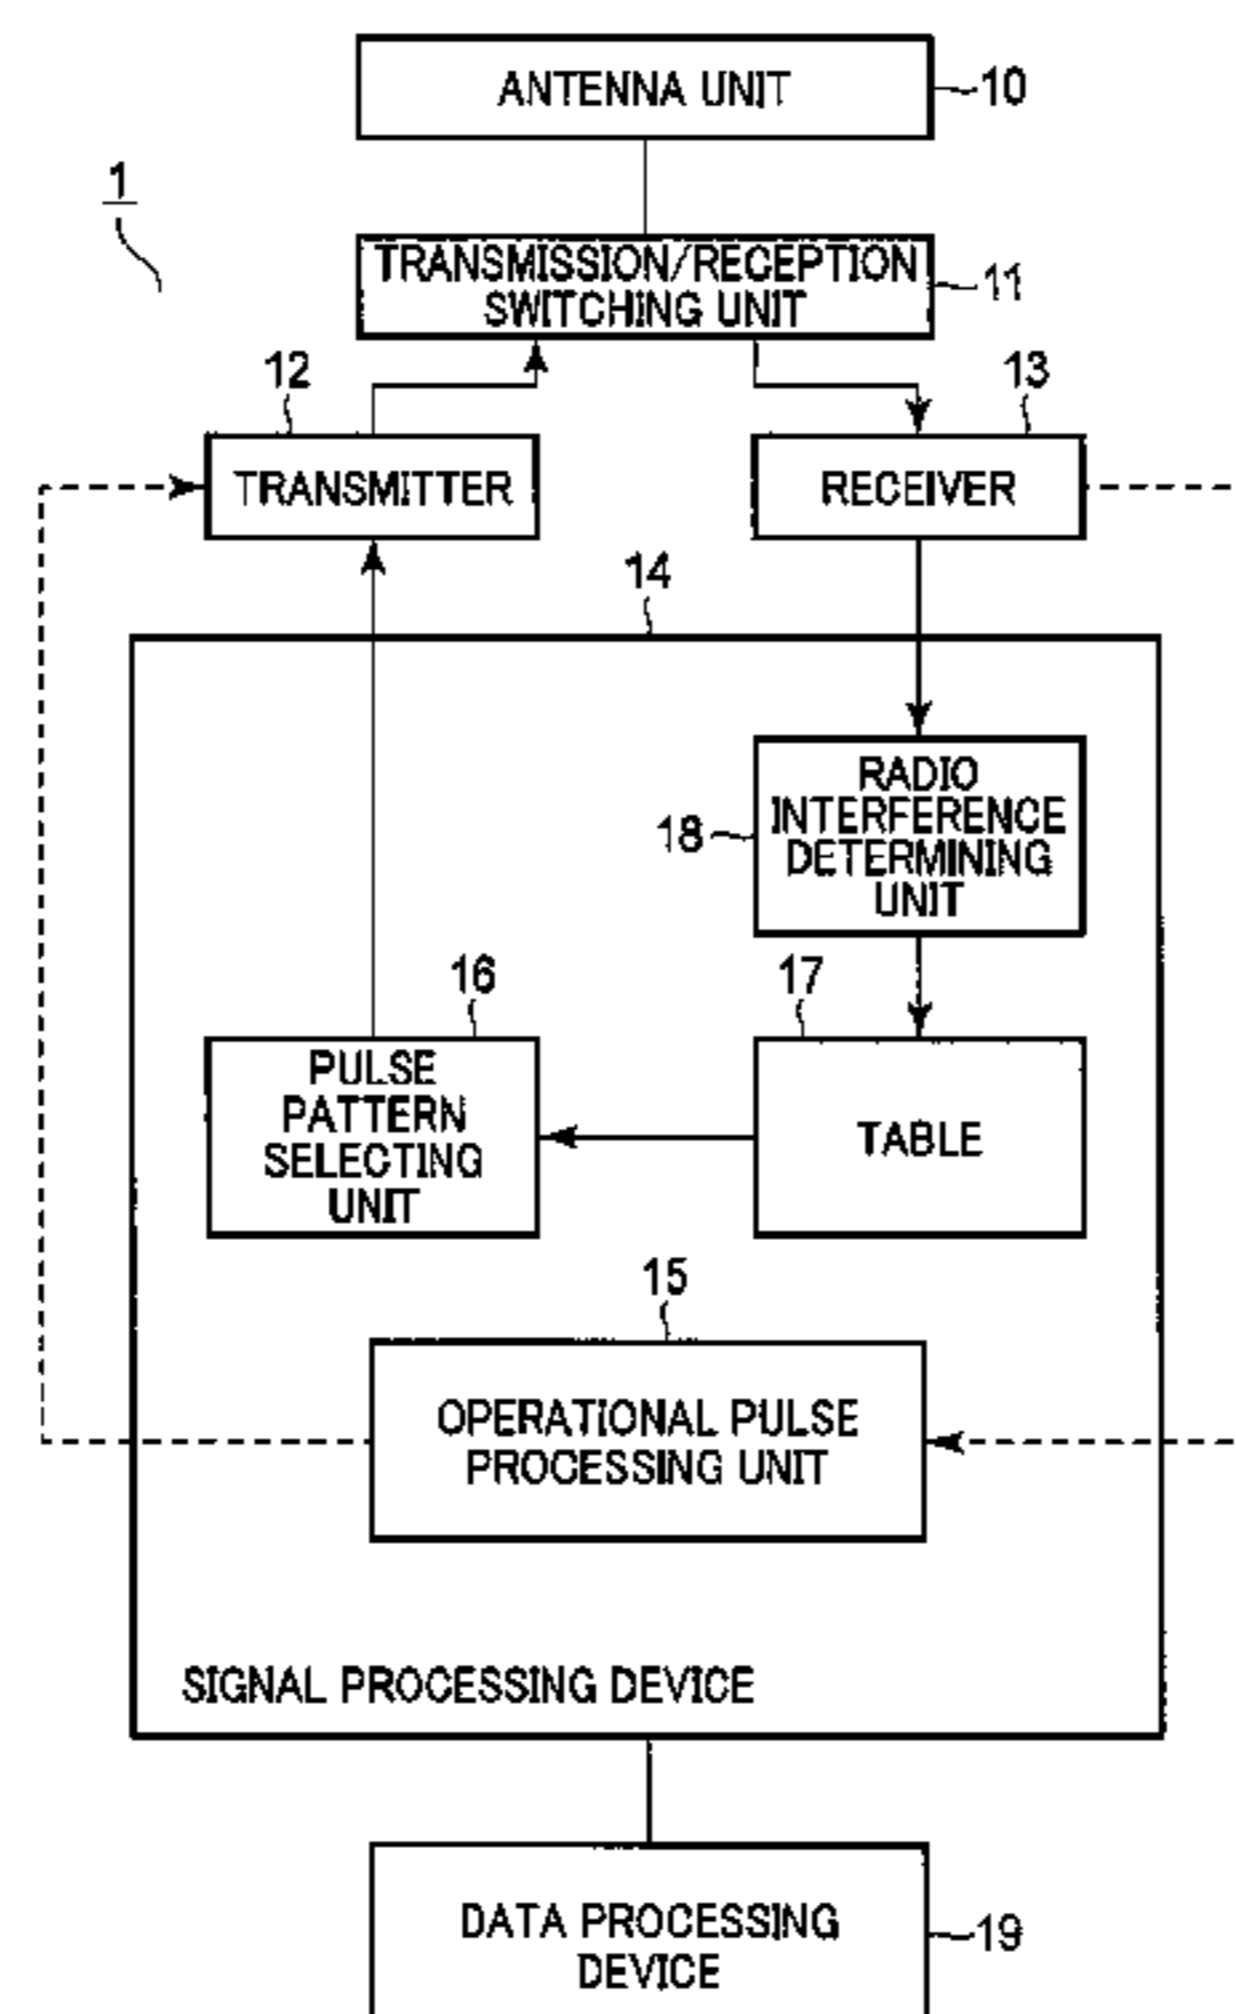 ANTENNA UNIT
10
1
TRANSMISSION/RECEPTION
SWITCHING UNIT
11
12
13
TRANSMITTER
RECEIVER
14
RADIO
INTERFERENCE
DETERMINING
UNIT
18
16
17
PULSE
PATTERN
SELECTING
UNIT
TABLE
15
OPERATIONAL PULSE
PROCESSING UNIT
SIGNAL PROCESSING DEVICE
DATA PROCESSING
DEVICE
19